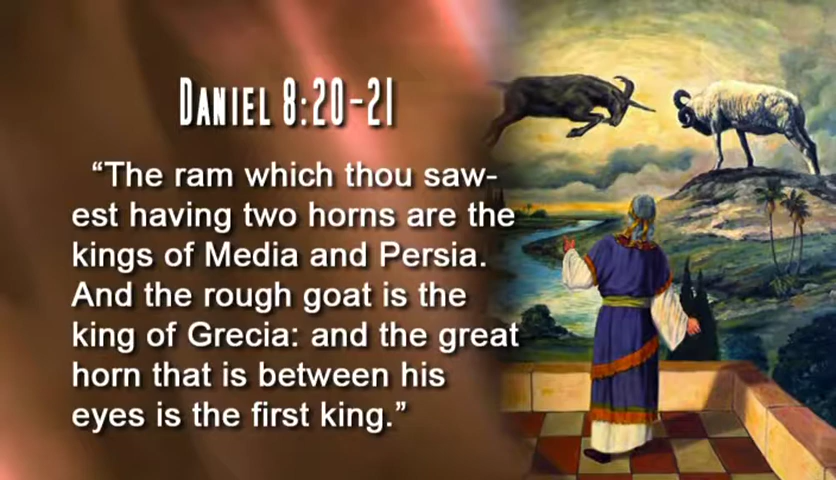 Daniel 8:20-21
“The ram which thou saw-
est having two horns are the
kings of Media and Persia.
And the rough goat is the
king of Grecia: and the great
horn that is between his
eyes is the first king.”